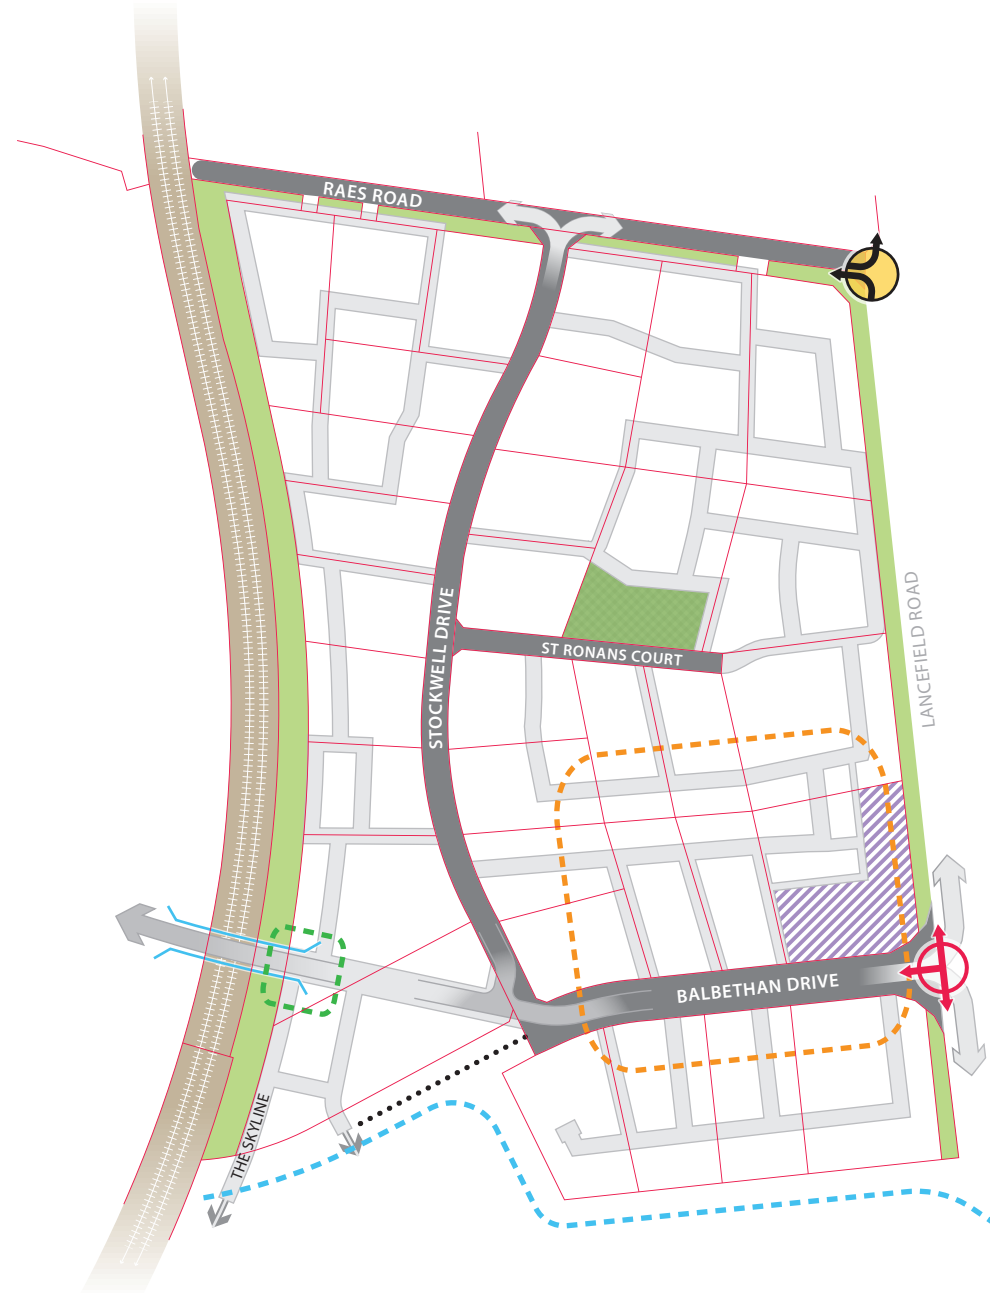 RAES ROAD
STOCKWELL DRIVE
ST RONANS COURT
LANCEFIELD ROAD
BALBETHAN DRIVE
THE SKYLINE